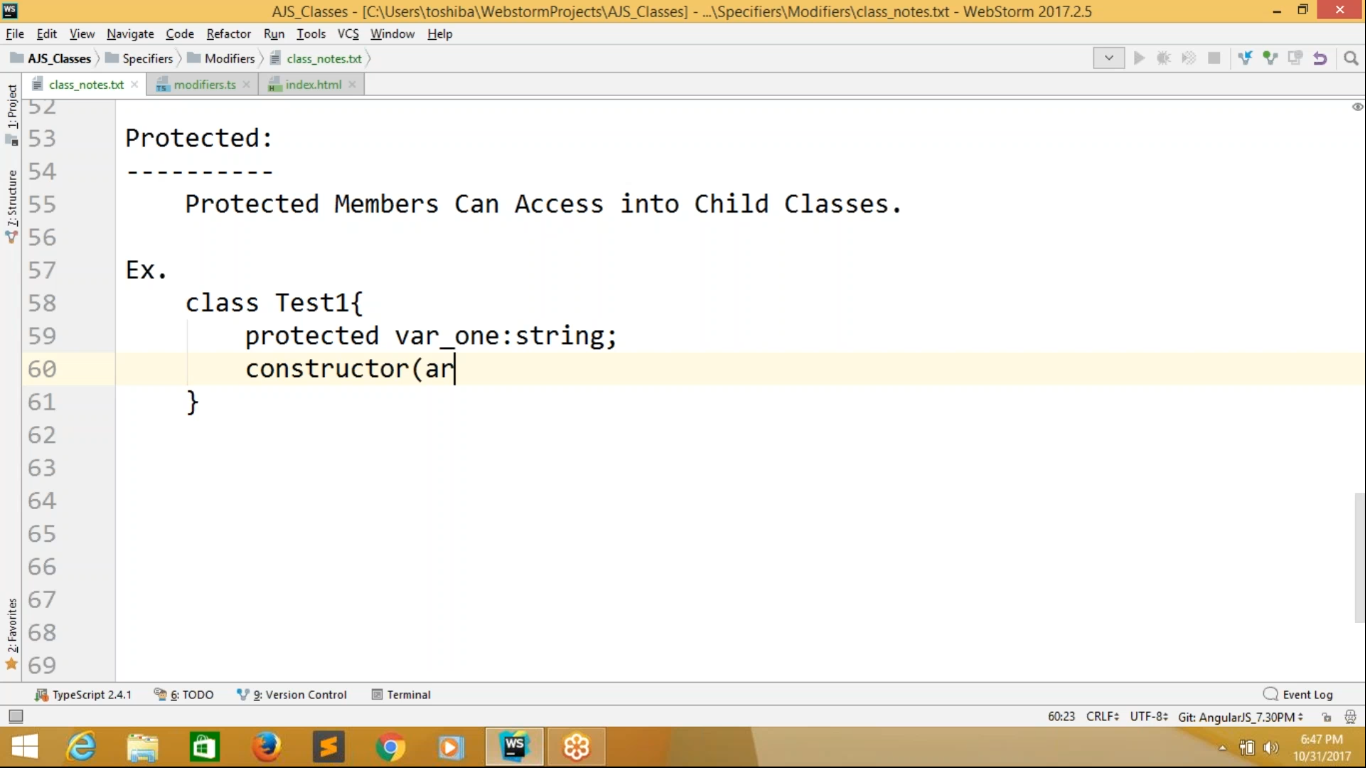 WS AJS_Classes - [C:\Users\toshiba\WebstormProjects\AJS_Classes] - ...\Specifiers\Modifiers\class_notes.txt - WebStorm 2017.2.5
File Edit View Navigate Code Refactor Run Tools VCS Window Help
AJS_Classes Specifiers Modifiers class_notes.txt
class_notes.txt modifiers.ts index.html
1: Project
7: Structure
2: Favorites
52
53 Protected:
54 ----------
55 Protected Members Can Access into Child Classes.
56
57 Ex.
58 class Test1{
59 protected var_one:string;
60 constructor(ar
61 }
62
63
64
65
66
67
68
69
TypeScript 2.4.1 6: TODO 9: Version Control Terminal Event Log
60:23 CRLF UTF-8 Git: AngularJS_7.30PM
WS
6:47 PM
10/31/2017